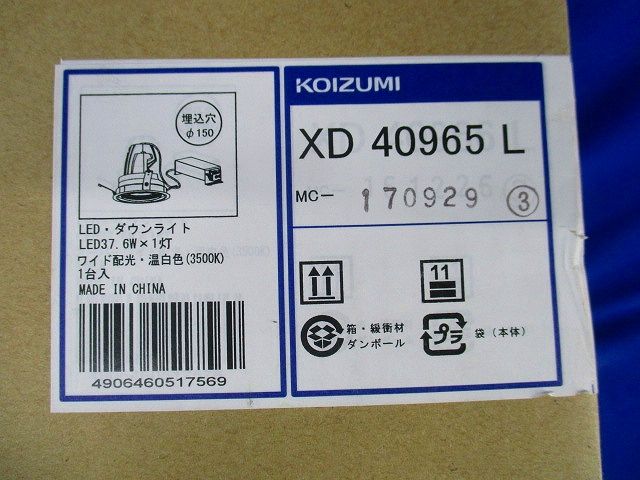 埋込穴
φ150
LED・ダウンライト
LED37.6W×1灯
ワイド配光・温白色(3500K)
1台入
MADE IN CHINA
4906460517569
KOIZUMI
XD 40965 L
MC－ 170929 ③
11
箱・緩衝材
ダンボール
プラ
袋（本体）